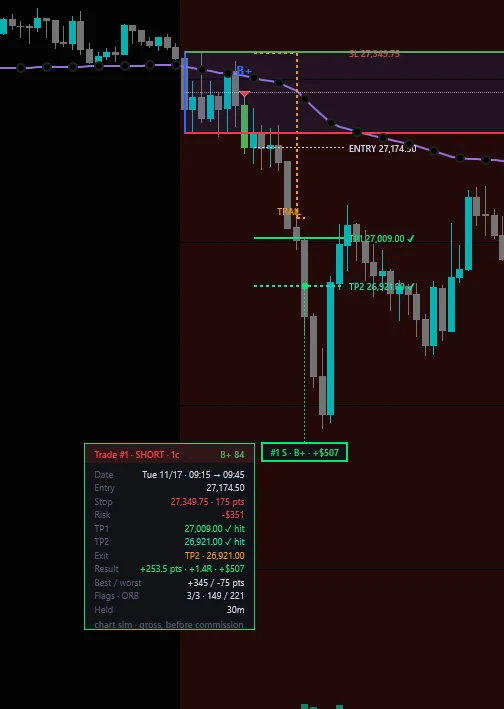 SL 27,349.75
B+
ENTRY 27,174.50
TRAIL
TP1 27,009.00 ✓
TP2 26,921.00 ✓
#1 S · B+ · +$507
Trade #1 · SHORT · 1c B+ 84
Date Tue 11/17 · 09:15 → 09:45
Entry 27,174.50
Stop 27,349.75 · 175 pts
Risk -$351
TP1 27,009.00 ✓ hit
TP2 26,921.00 ✓ hit
Exit TP2 · 26,921.00
Result +253.5 pts · +1.4R · +$507
Best / worst +345 / -75 pts
Flags · ORB 3/3 · 149 / 221
Held 30m
chart sim · gross, before commission